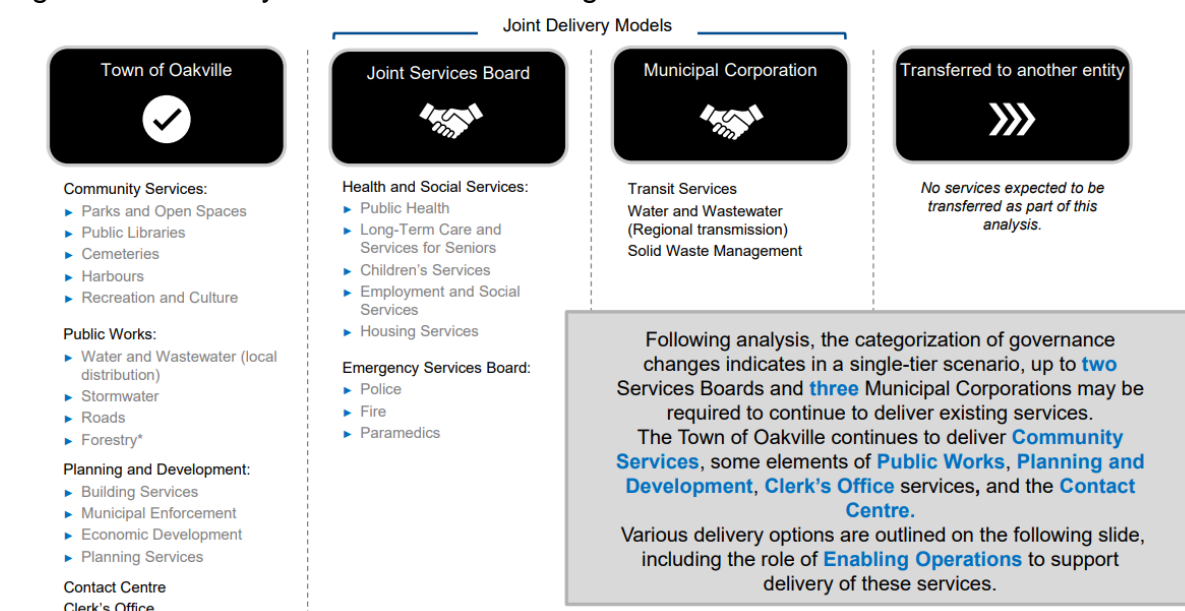 Joint Delivery Models
Town of Oakville
Joint Services Board
Municipal Corporation
Transferred to another entity
Community Services:
► Parks and Open Spaces
► Public Libraries
► Cemeteries
► Harbours
► Recreation and Culture
Public Works:
► Water and Wastewater (local
distribution)
► Stormwater
► Roads
► Forestry*
Planning and Development:
► Building Services
► Municipal Enforcement
► Economic Development
► Planning Services
Contact Centre
Clerk's Office
Health and Social Services:
► Public Health
► Long-Term Care and
Services for Seniors
► Children's Services
► Employment and Social
Services
► Housing Services
Emergency Services Board:
► Police
► Fire
► Paramedics
Transit Services
Water and Wastewater
(Regional transmission)
Solid Waste Management
No services expected to be
transferred as part of this
analysis.
Following analysis, the categorization of governance
changes indicates in a single-tier scenario, up to two
Services Boards and three Municipal Corporations may be
required to continue to deliver existing services.
The Town of Oakville continues to deliver Community
Services, some elements of Public Works, Planning and
Development, Clerk's Office services, and the Contact
Centre.
Various delivery options are outlined on the following slide,
including the role of Enabling Operations to support
delivery of these services.